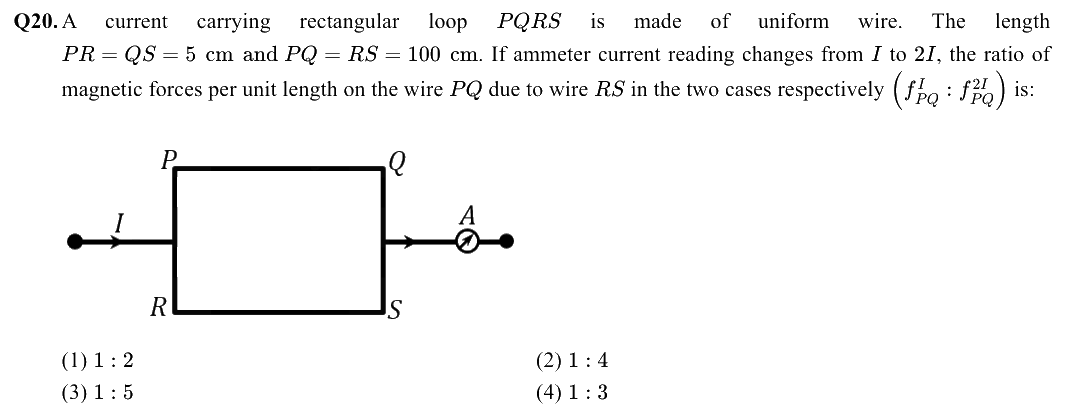 Q20. A current carrying rectangular loop PQRS is made of uniform wire. The length
PR = QS = 5 cm and PQ = RS = 100 cm. If ammeter current reading changes from I to 2I, the ratio of
magnetic forces per unit length on the wire PQ due to wire RS in the two cases respectively (f^I_PQ : f^2I_PQ) is:
P Q
I A
R S
(1) 1 : 2 (2) 1 : 4
(3) 1 : 5 (4) 1 : 3